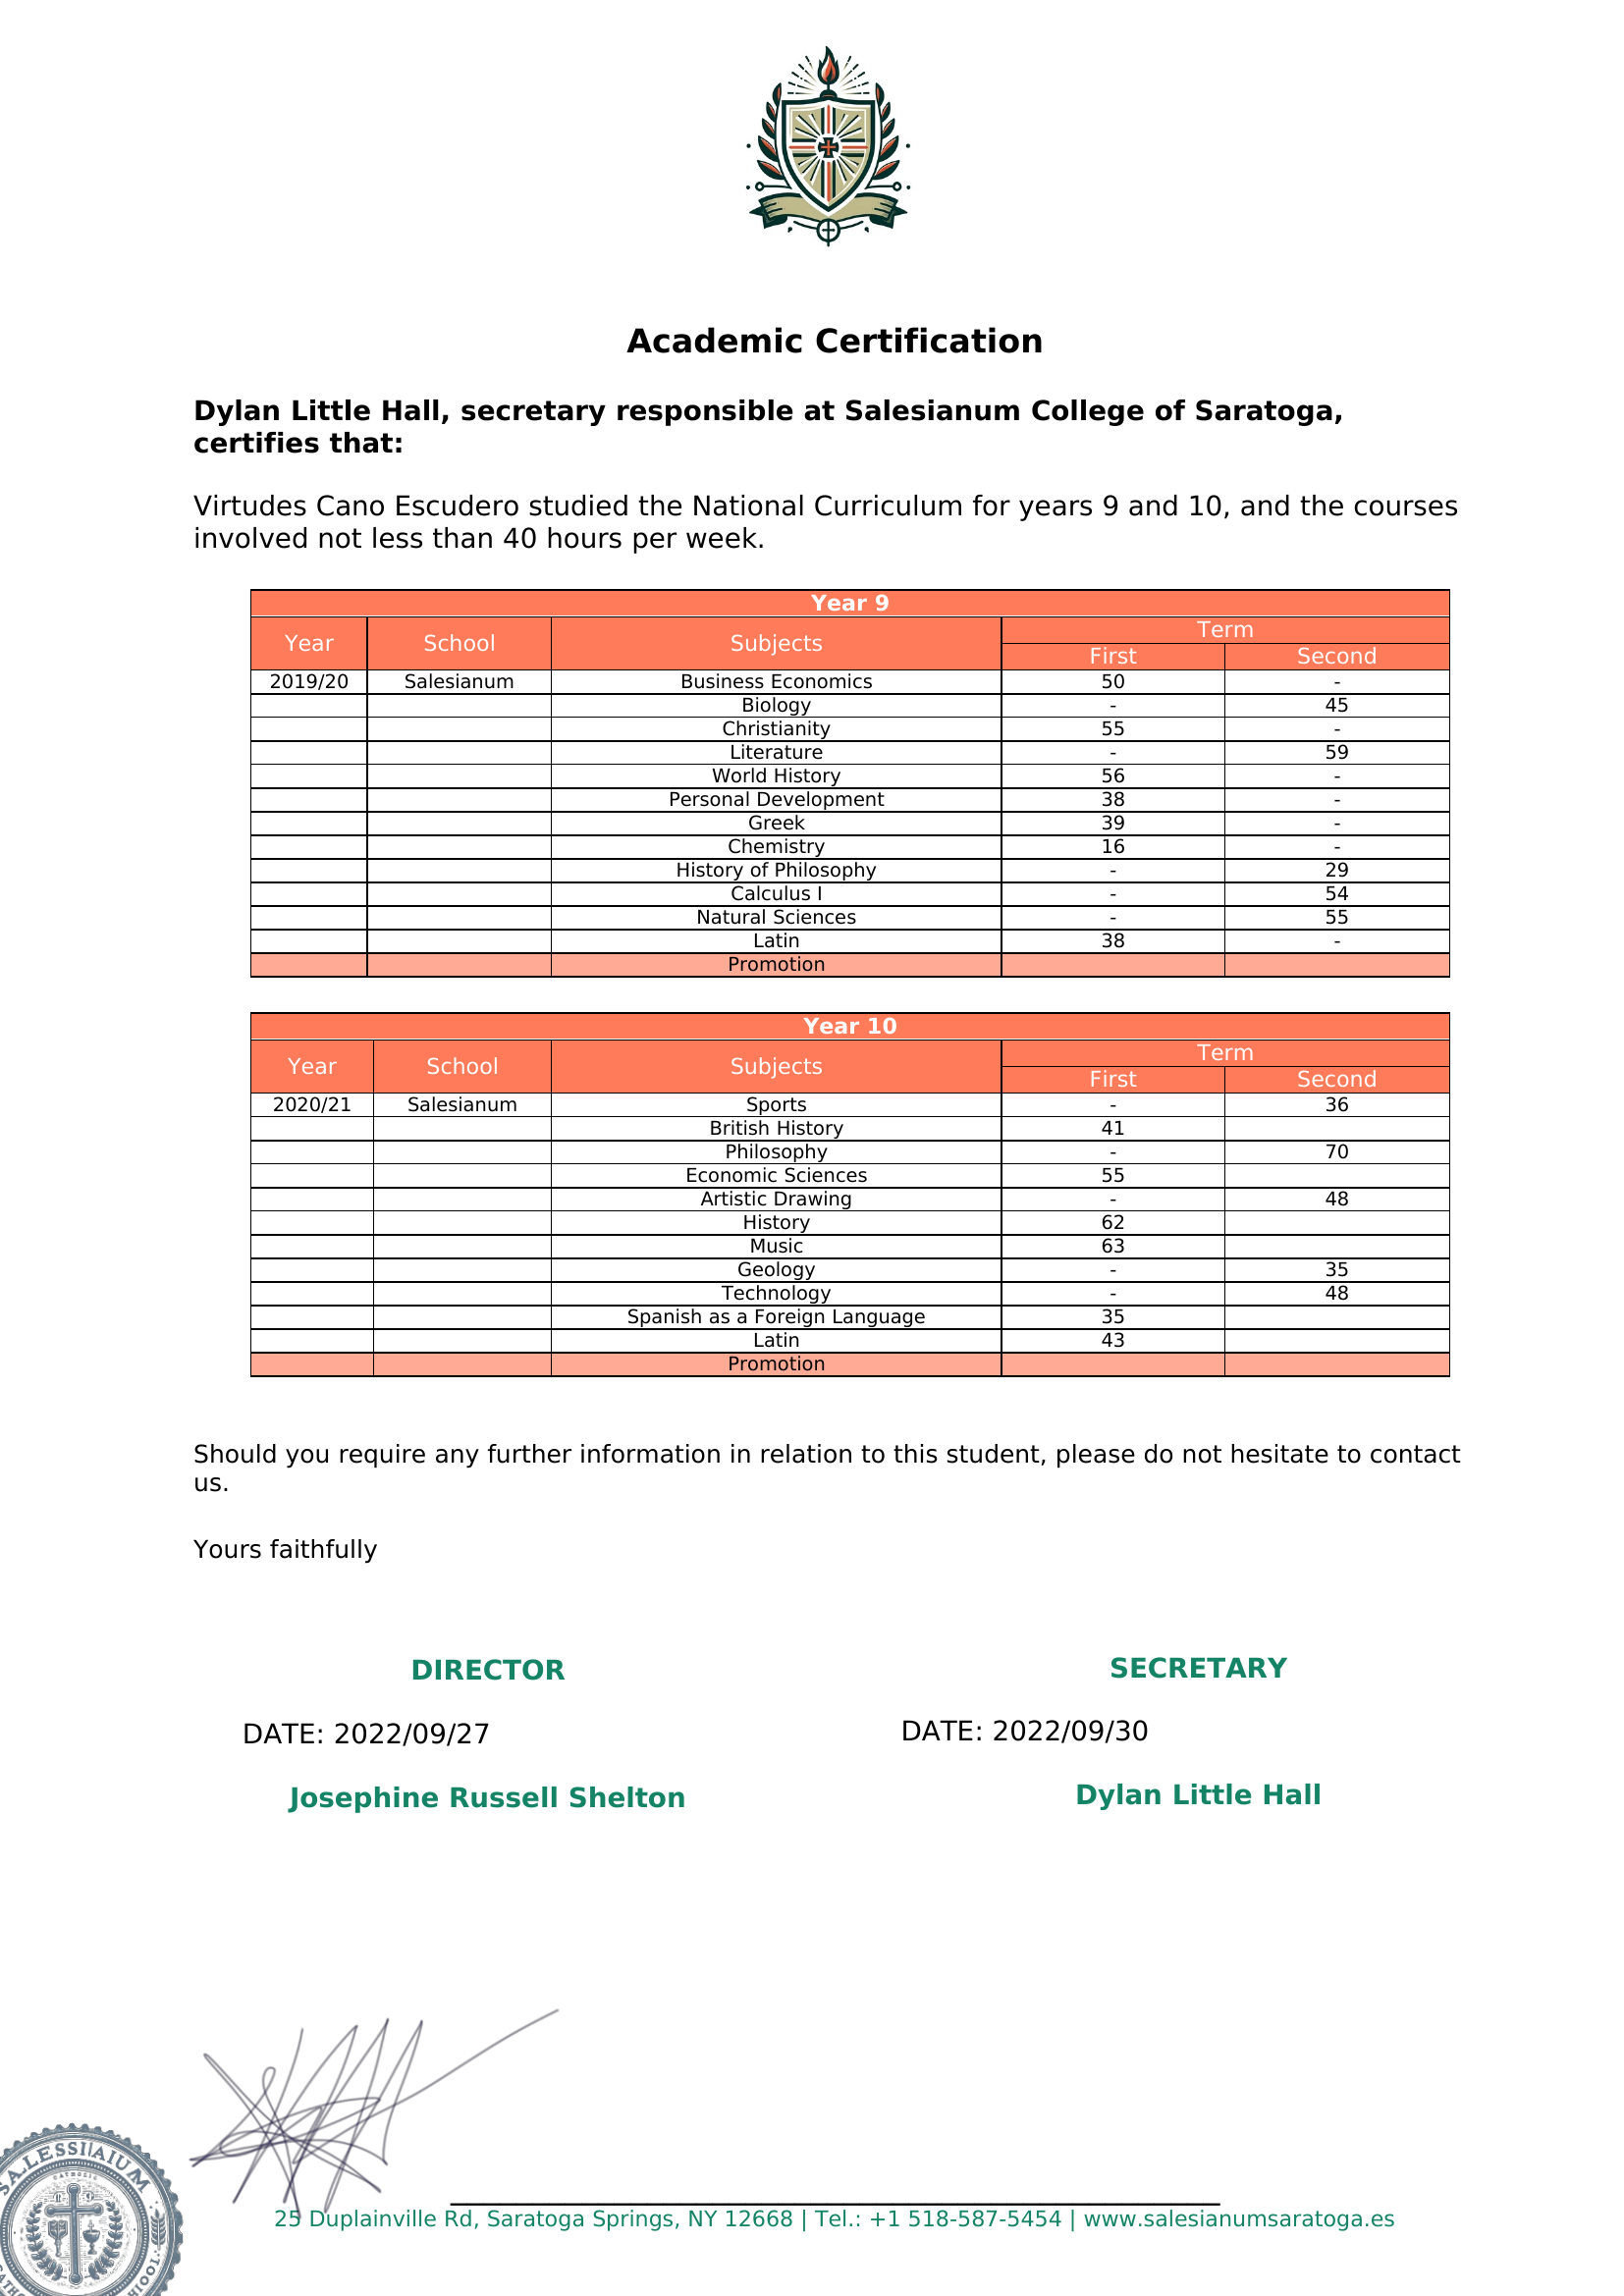 Academic Certification
Dylan Little Hall, secretary responsible at Salesianum College of Saratoga,
certifies that:
Virtudes Cano Escudero studied the National Curriculum for years 9 and 10, and the courses
involved not less than 40 hours per week.
Year 9
Year School Subjects Term
First Second
2019/20 Salesianum Business Economics 50 -
Biology - 45
Christianity 55 -
Literature - 59
World History 56 -
Personal Development 38 -
Greek 39 -
Chemistry 16 -
History of Philosophy - 29
Calculus I - 54
Natural Sciences - 55
Latin 38 -
Promotion
Year 10
Year School Subjects Term
First Second
2020/21 Salesianum Sports - 36
British History 41
Philosophy - 70
Economic Sciences 55
Artistic Drawing - 48
History 62
Music 63
Geology - 35
Technology - 48
Spanish as a Foreign Language 35
Latin 43
Promotion
Should you require any further information in relation to this student, please do not hesitate to contact
us.
Yours faithfully
DIRECTOR SECRETARY
DATE: 2022/09/27 DATE: 2022/09/30
Josephine Russell Shelton Dylan Little Hall
25 Duplainville Rd, Saratoga Springs, NY 12668 | Tel.: +1 518-587-5454 | www.salesianumsaratoga.es